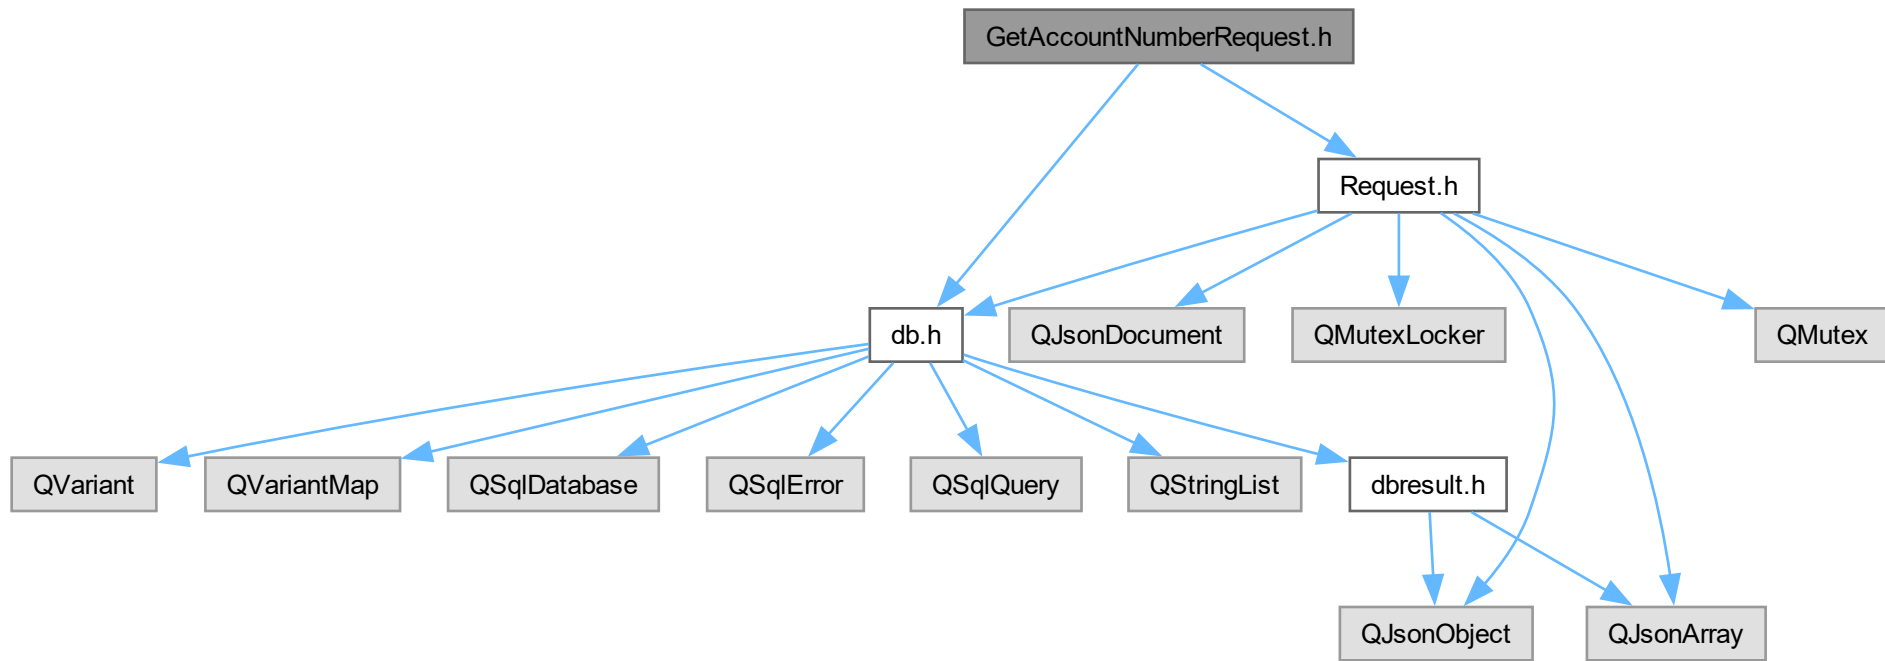 GetAccountNumberRequest.h
Request.h
db.h
QJsonDocument
QMutexLocker
QMutex
QVariant
QVariantMap
QSqlDatabase
QSqlError
QSqlQuery
QStringList
dbresult.h
QJsonObject
QJsonArray